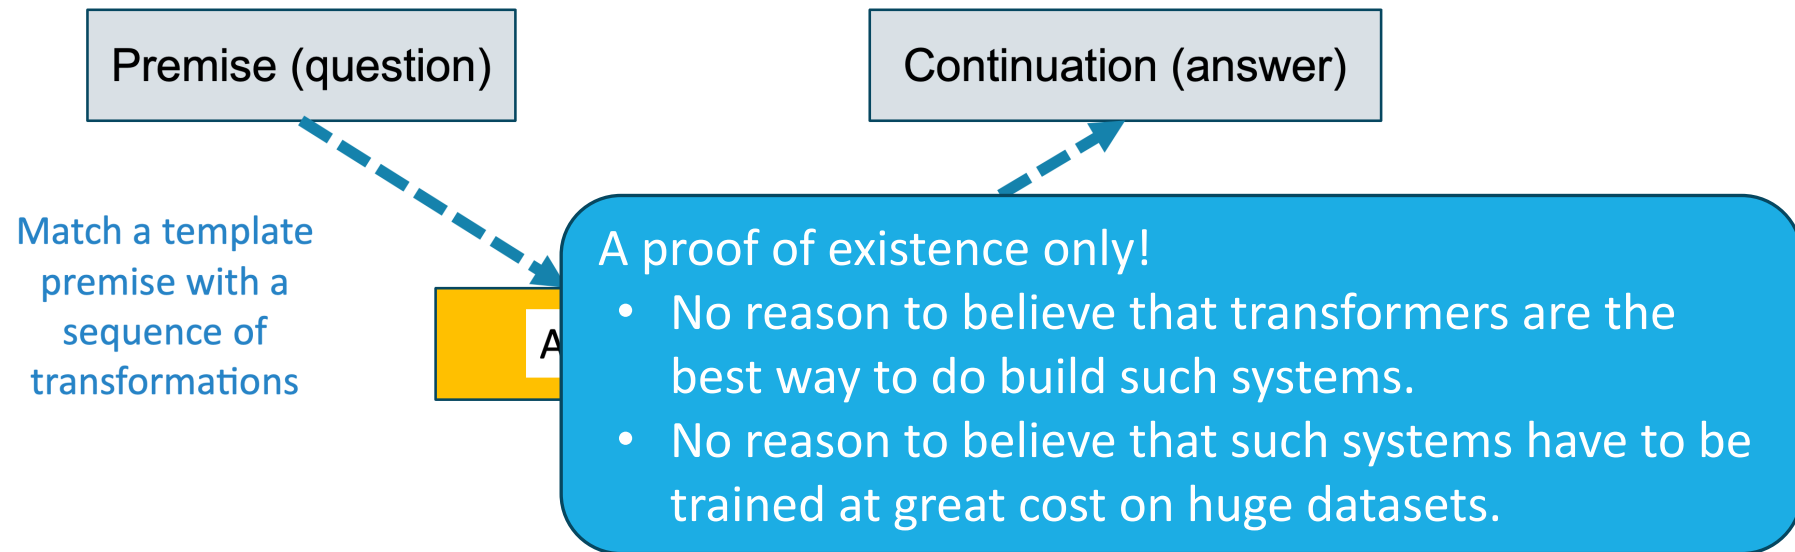 Premise (question)
Continuation (answer)
Match a template
premise with a
sequence of
transformations
A proof of existence only!
• No reason to believe that transformers are the
best way to do build such systems.
• No reason to believe that such systems have to be
trained at great cost on huge datasets.